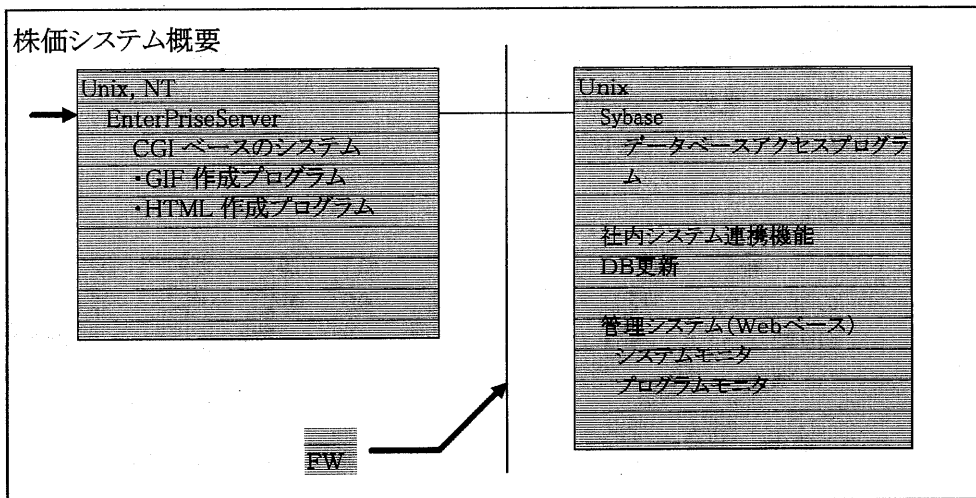 株価システム概要
Unix, NT
EnterPriseServer
CGI ベースのシステム
・GIF 作成プログラム
・HTML 作成プログラム
Unix
Sybase
データベースアクセスプログラ
ム
社内システム連携機能
DB更新
管理システム(Webベース)
システムモニタ
プログラムモニタ
FW